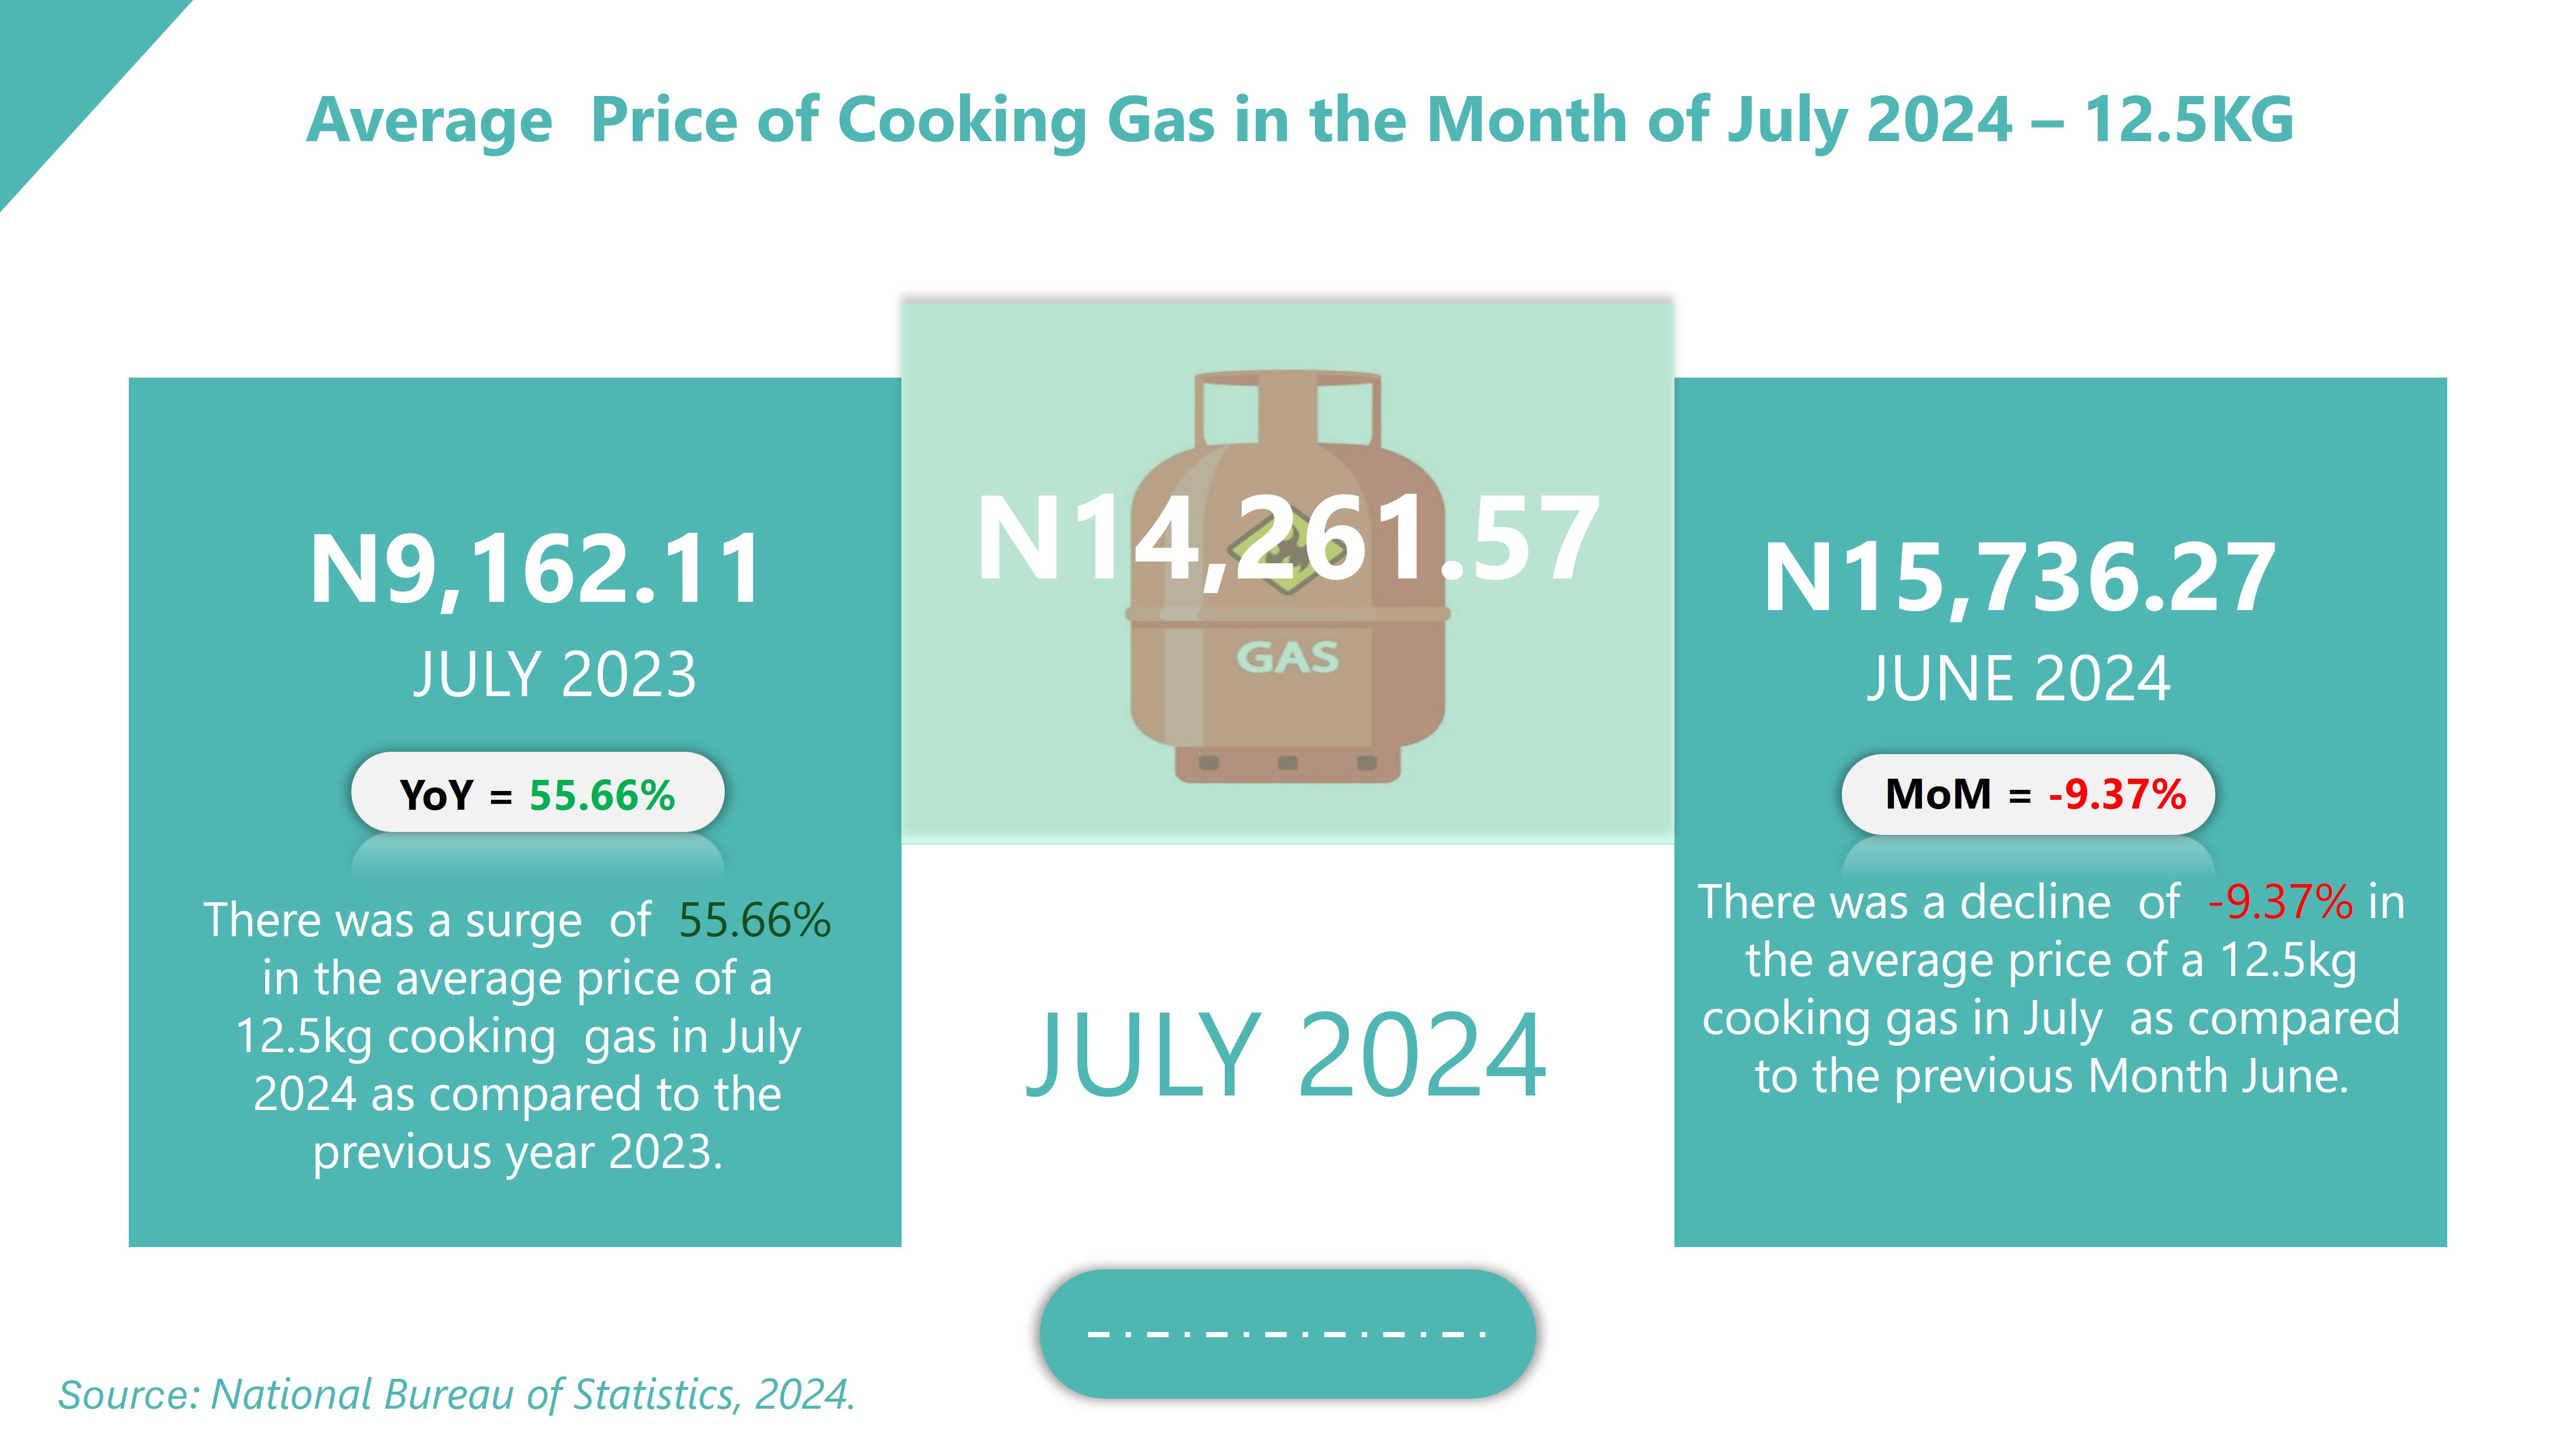 Average  Price of Cooking Gas in the Month of July 2024 – 12.5KG
N9,162.11
JULY 2023
YoY = 55.66%
There was a surge  of  55.66%
in the average price of a
12.5kg cooking  gas in July
2024 as compared to the
previous year 2023.
N14,261.57
GAS
JULY 2024
N15,736.27
JUNE 2024
MoM = -9.37%
There was a decline  of  -9.37% in
the average price of a 12.5kg
cooking gas in July  as compared
to the previous Month June.
Source: National Bureau of Statistics, 2024.